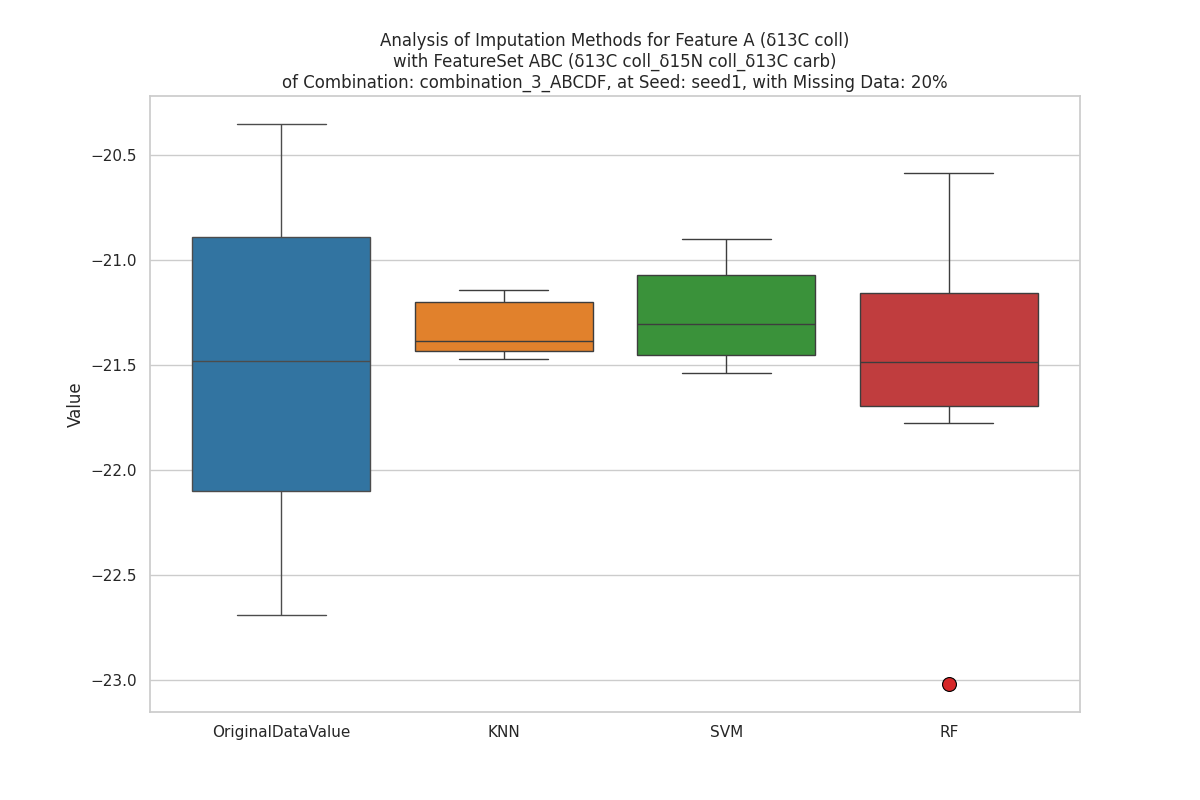 Analysis of Imputation Methods for Feature A (δ13C coll)
with FeatureSet ABC (δ13C coll_δ15N coll_δ13C carb)
of Combination: combination_3_ABCDF, at Seed: seed1, with Missing Data: 20%
−20.5
−21.0
−21.5
−22.0
−22.5
−23.0
Value
OriginalDataValue
KNN
SVM
RF